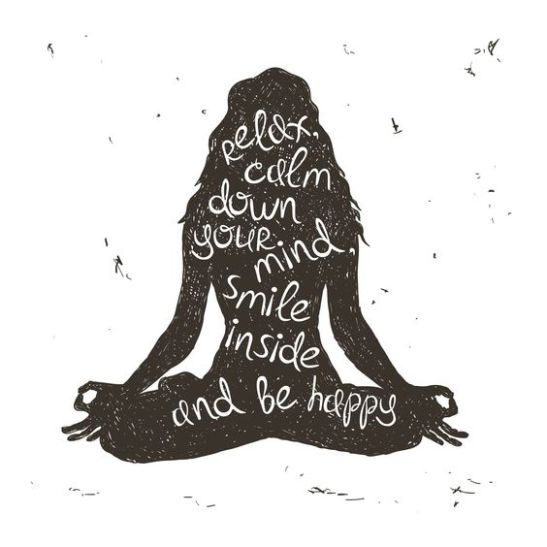 Relax,
calm
down
your
mind,
smile
inside
and be happy